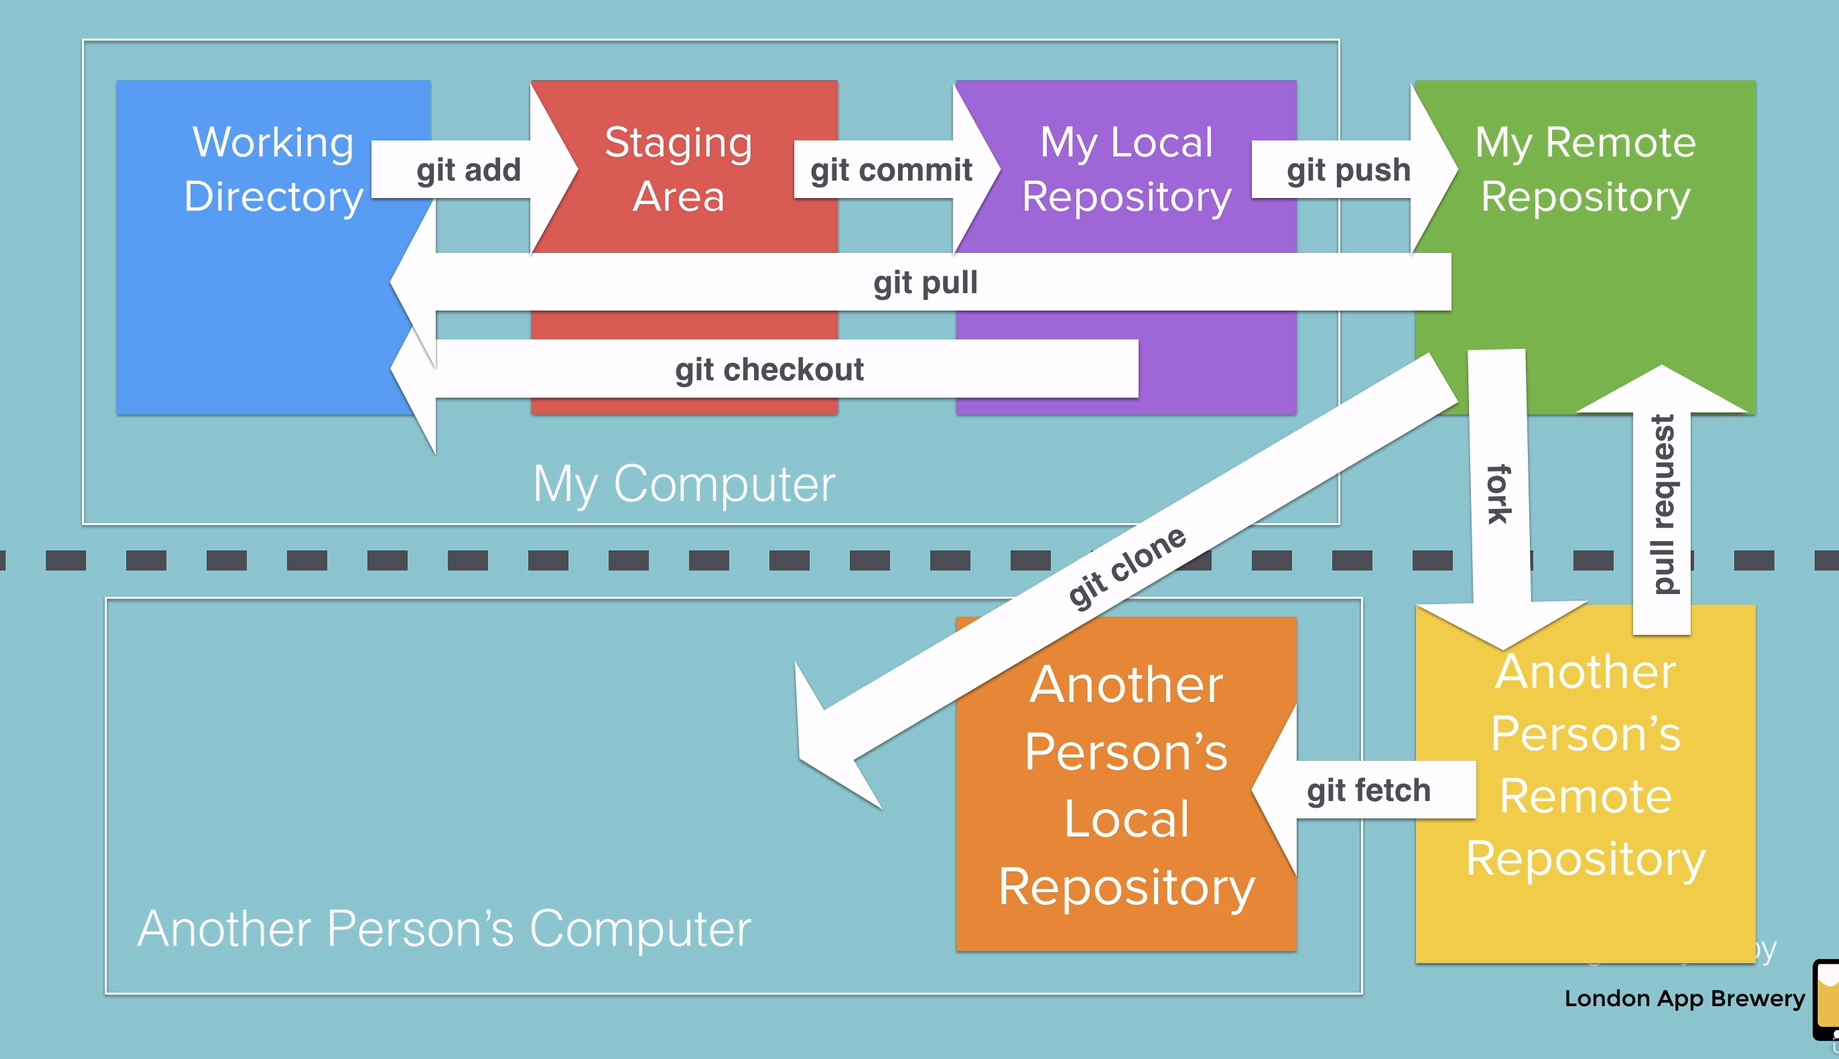 Working
Directory
git add
Staging
Area
git commit
My Local
Repository
git push
My Remote
Repository
git pull
git checkout
My Computer
git clone
fork
pull request
Another
Person’s
Local
Repository
git fetch
Another
Person’s
Remote
Repository
Another Person’s Computer
by
London App Brewery